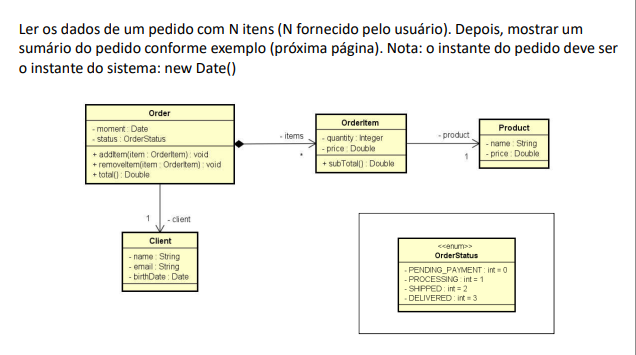 Ler os dados de um pedido com N itens (N fornecido pelo usuário). Depois, mostrar um
sumário do pedido conforme exemplo (próxima página). Nota: o instante do pedido deve ser
o instante do sistema: new Date()
Order
- moment : Date
- status : OrderStatus
+ addItem(item : OrderItem) : void
+ removeItem(item : OrderItem) : void
+ total() : Double
- items
*
OrderItem
- quantity : Integer
- price : Double
+ subTotal() : Double
- product
1
Product
- name : String
- price : Double
1
- client
Client
- name : String
- email : String
- birthDate : Date
<<enum>>
OrderStatus
- PENDING_PAYMENT : int = 0
- PROCESSING : int = 1
- SHIPPED : int = 2
- DELIVERED : int = 3